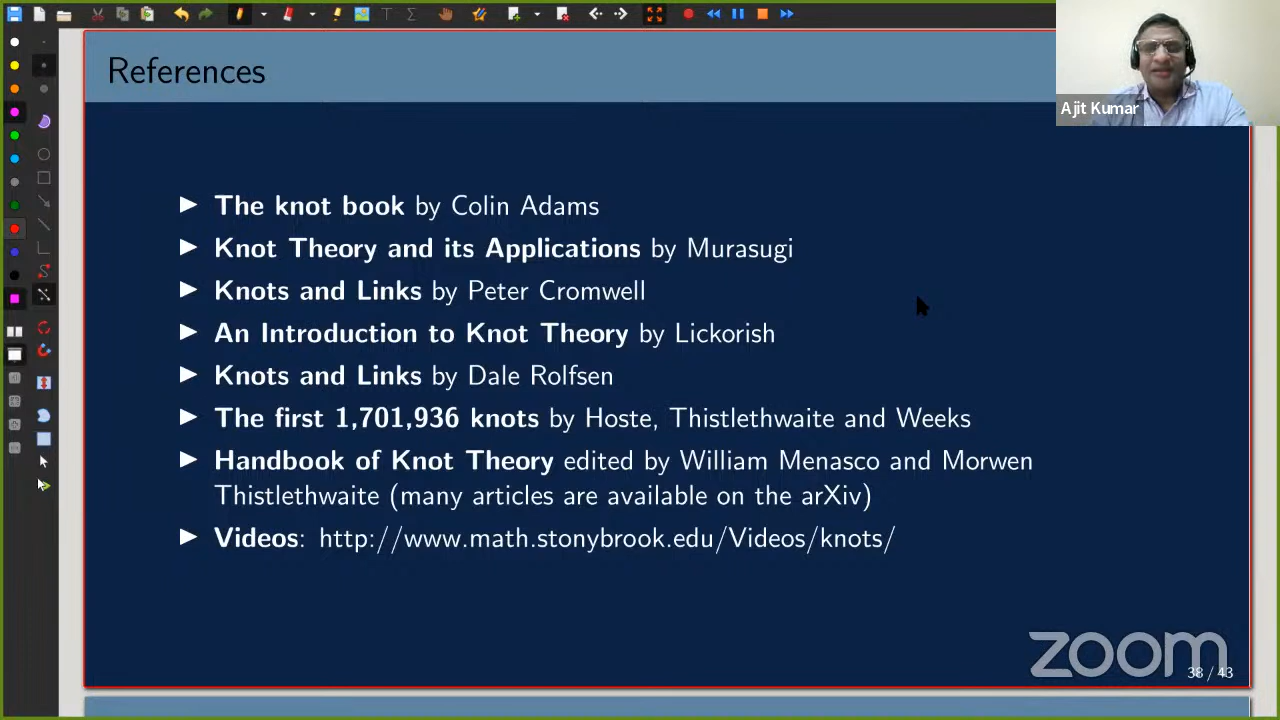 References
Ajit Kumar
▶ The knot book by Colin Adams
▶ Knot Theory and its Applications by Murasugi
▶ Knots and Links by Peter Cromwell
▶ An Introduction to Knot Theory by Lickorish
▶ Knots and Links by Dale Rolfsen
▶ The first 1,701,936 knots by Hoste, Thistlethwaite and Weeks
▶ Handbook of Knot Theory edited by William Menasco and Morwen
Thistlethwaite (many articles are available on the arXiv)
▶ Videos: http://www.math.stonybrook.edu/Videos/knots/
zoom
38 / 43